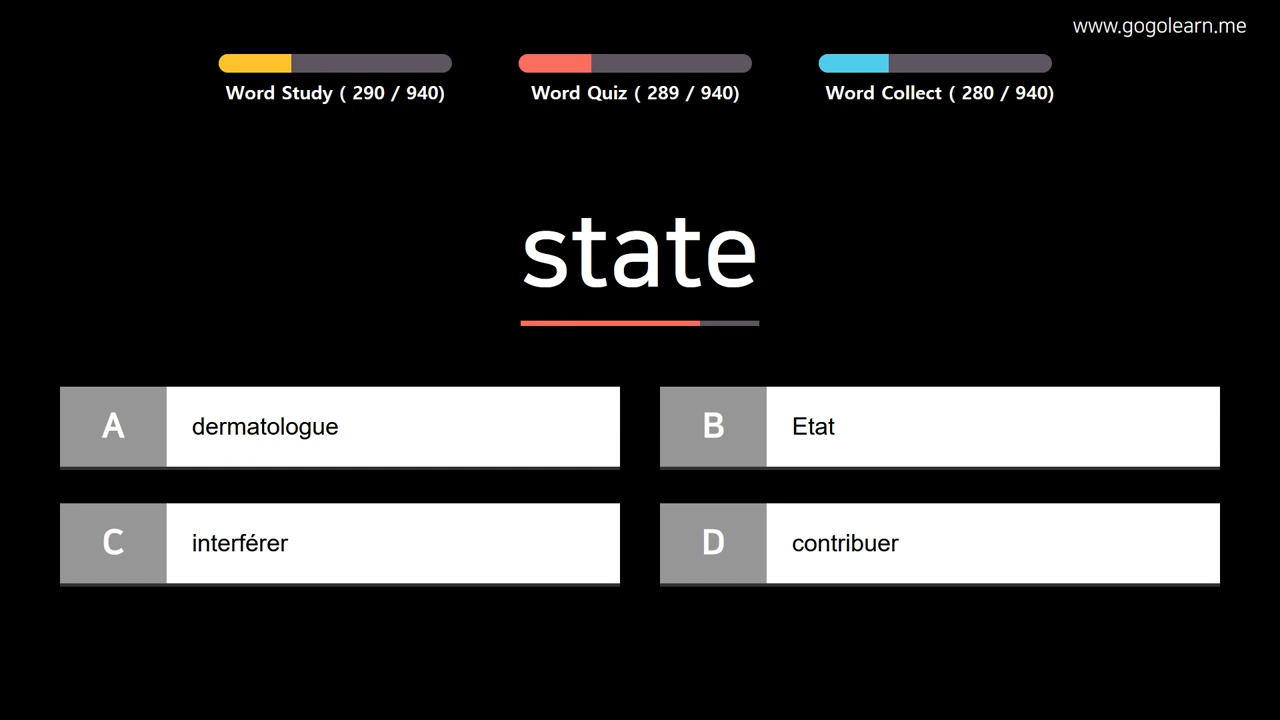 www.gogolearn.me
Word Study ( 290 / 940)
Word Quiz ( 289 / 940)
Word Collect ( 280 / 940)
state
A
dermatologue
B
Etat
C
interférer
D
contribuer